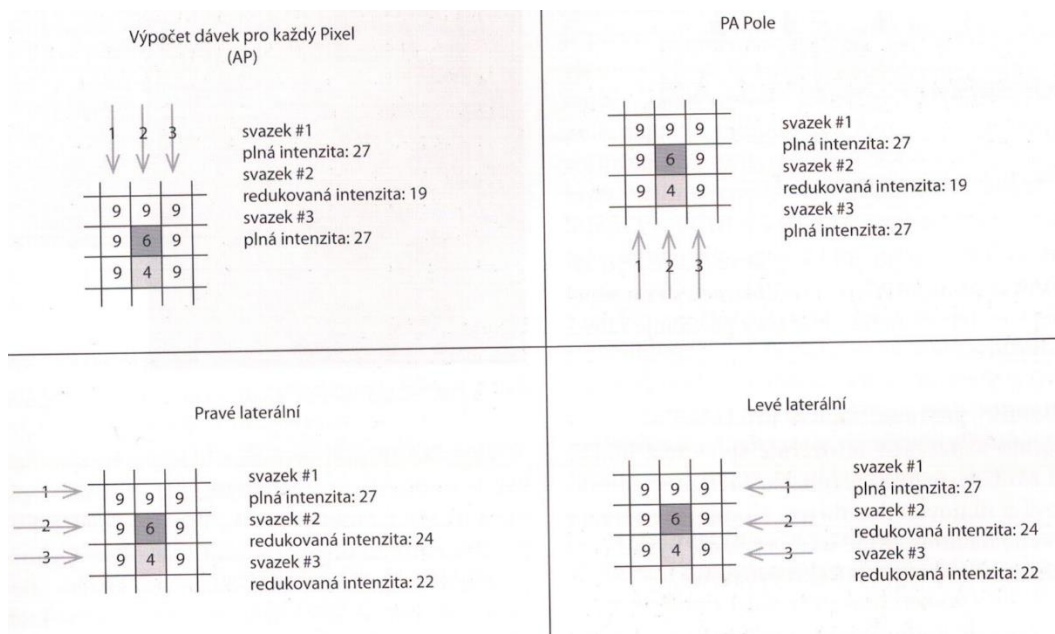 Výpočet dávek pro každý Pixel
(AP)
1 2 3
svazek #1
plná intenzita: 27
svazek #2
redukovaná intenzita: 19
svazek #3
plná intenzita: 27
9 9 9
9 6 9
9 4 9
PA Pole
9 9 9
9 6 9
9 4 9
1 2 3
svazek #1
plná intenzita: 27
svazek #2
redukovaná intenzita: 19
svazek #3
plná intenzita: 27
Pravé laterální
1
2
3
9 9 9
9 6 9
9 4 9
svazek #1
plná intenzita: 27
svazek #2
redukovaná intenzita: 24
svazek #3
redukovaná intenzita: 22
Levé laterální
9 9 9
9 6 9
9 4 9
1
2
3
svazek #1
plná intenzita: 27
svazek #2
redukovaná intenzita: 24
svazek #3
redukovaná intenzita: 22